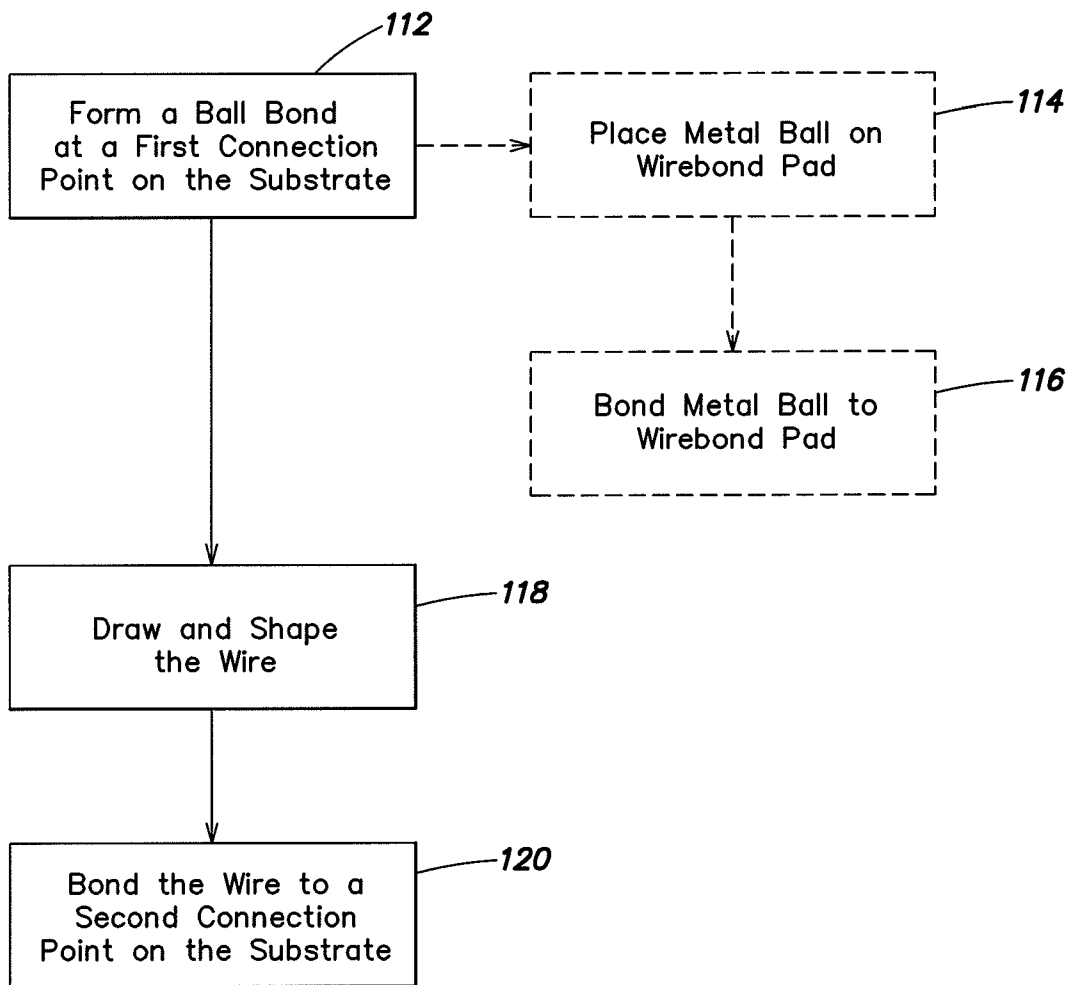 112
Form a Ball Bond
at a First Connection
Point on the Substrate
114
Place Metal Ball on
Wirebond Pad
116
Bond Metal Ball to
Wirebond Pad
118
Draw and Shape
the Wire
120
Bond the Wire to a
Second Connection
Point on the Substrate